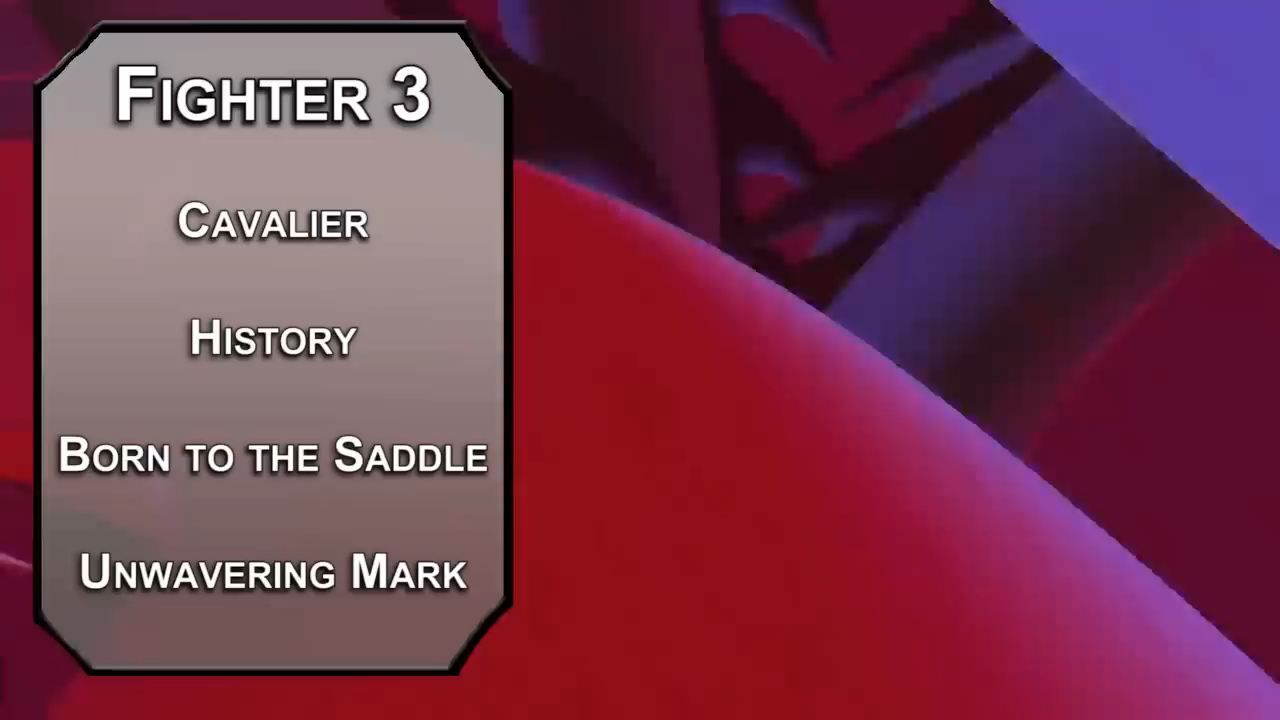 Fighter 3
Cavalier
History
Born to the Saddle
Unwavering Mark